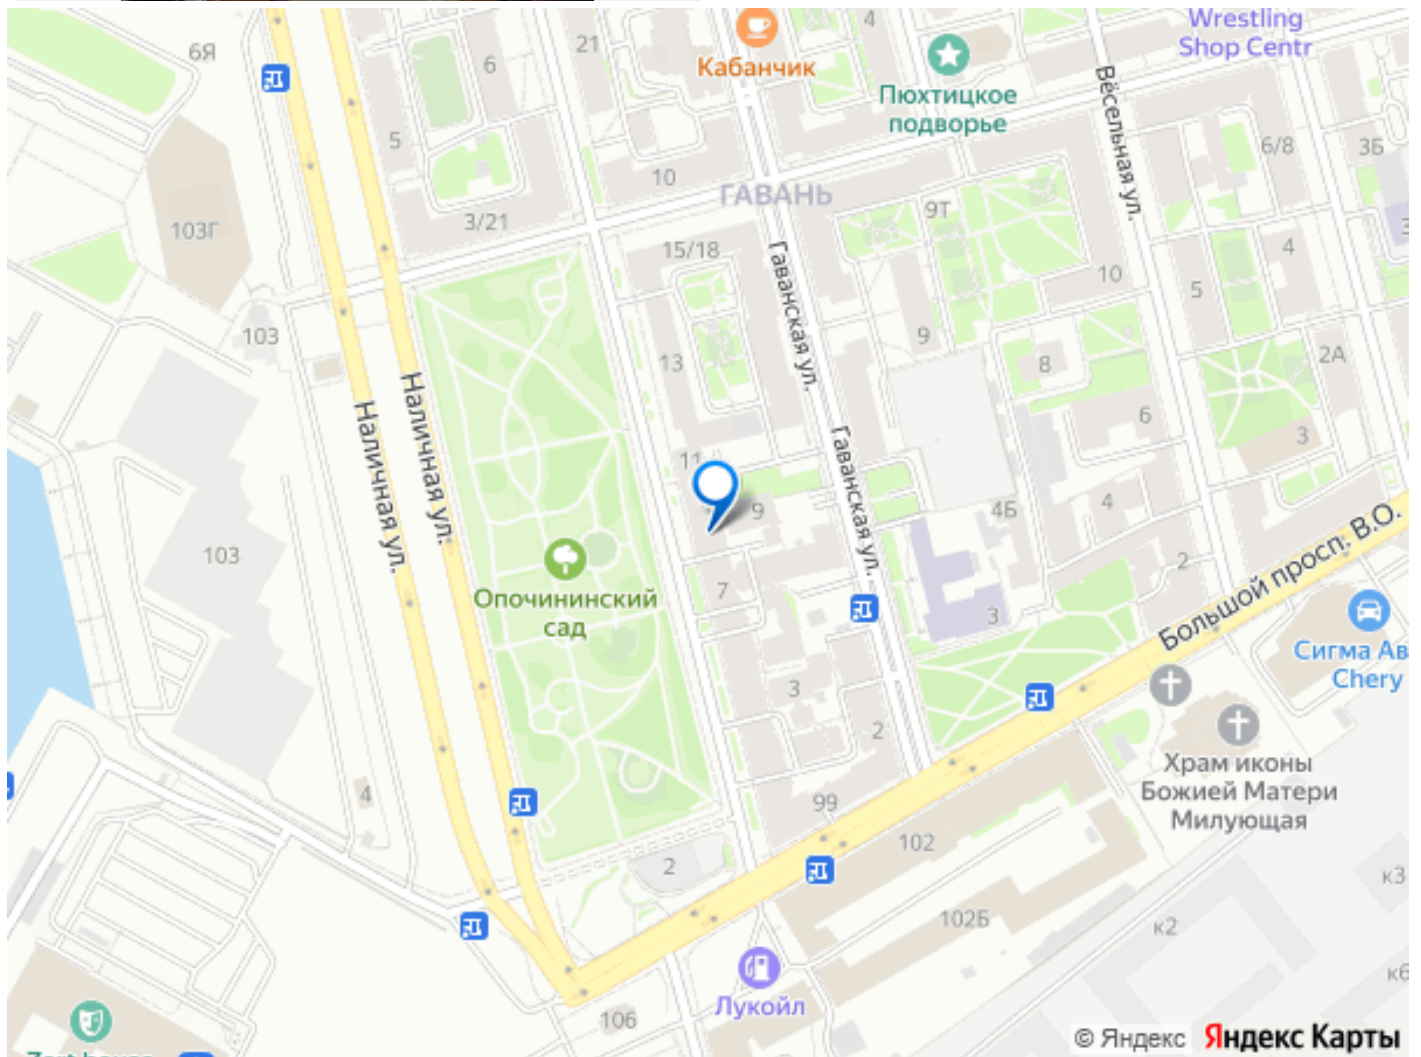 Wrestling
Shop Centr
6Я
21
6
4
Кабанчик
Пюхтицкое
подворье
Вёсельная ул.
5
6/8
3Б
10
ГАВАНЬ
9Т
103Г
3/21
15/18
4
10
5
Гаванская ул.
103
9
8
2А
13
Наличная ул.
Наличная ул.
6
3
Гаванская ул.
11
9
4Б
4
Большой просп. В.О.
103
2
Опочининский
сад
7
3
Сигма Ав
Chery
3
2
Храм иконы
Божией Матери
Милующая
4
99
102
2
к3
102Б
к2
к6
Лукойл
106
© Яндекс Яндекс Карты